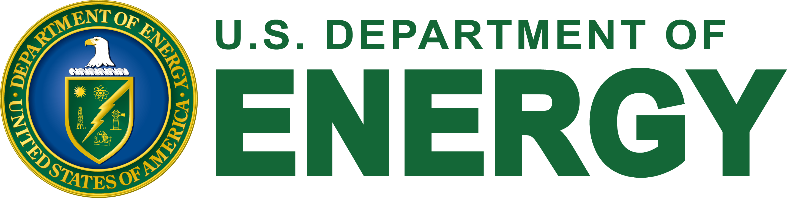 DEPARTMENT OF ENERGY
UNITED STATES OF AMERICA
U.S. DEPARTMENT OF
ENERGY